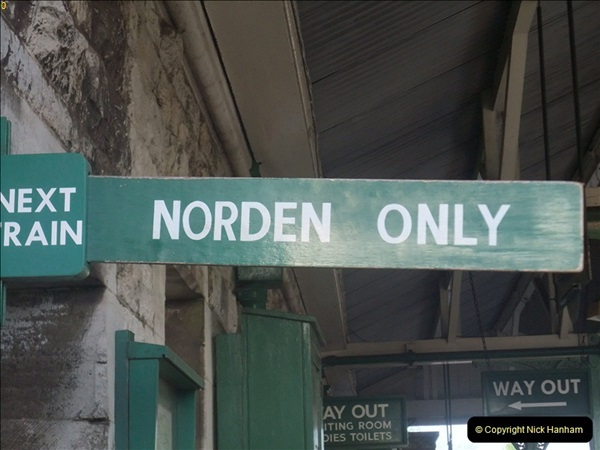 NEXT
TRAIN
NORDEN ONLY
WAY OUT
AY OUT
ITING ROOM
DIES TOILETS
© Copyright Nick Hanham